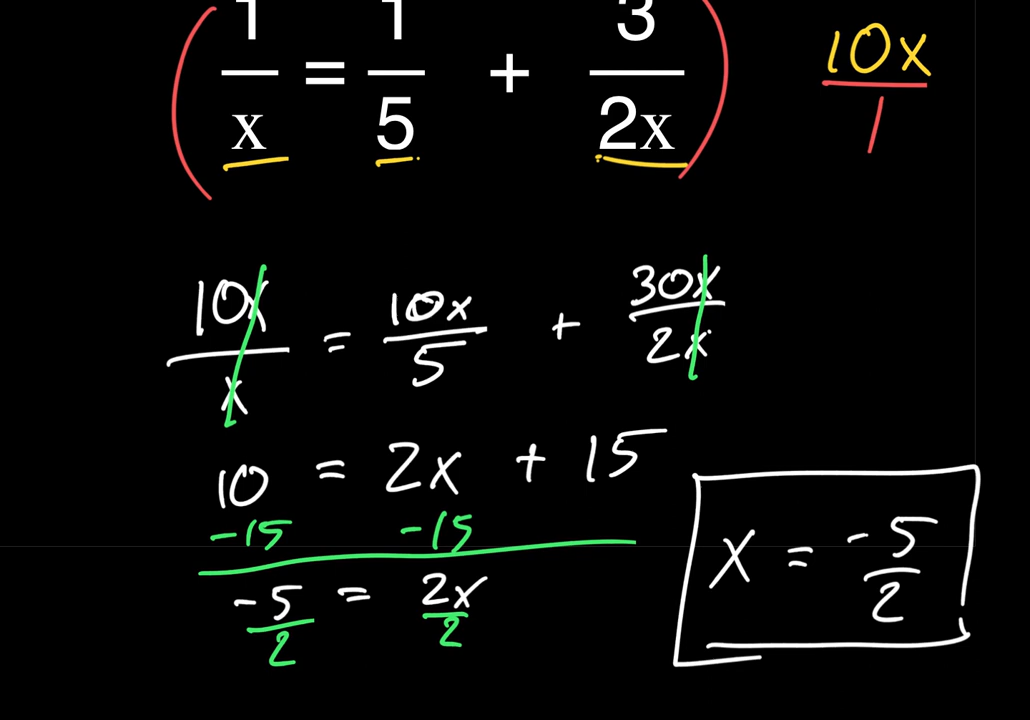 1/x = 1/5 + 3/2x
10x/1
10x/x = 10x/5 + 30x/2x
10 = 2x + 15
-15 -15
-5/2 = 2x/2
x = -5/2